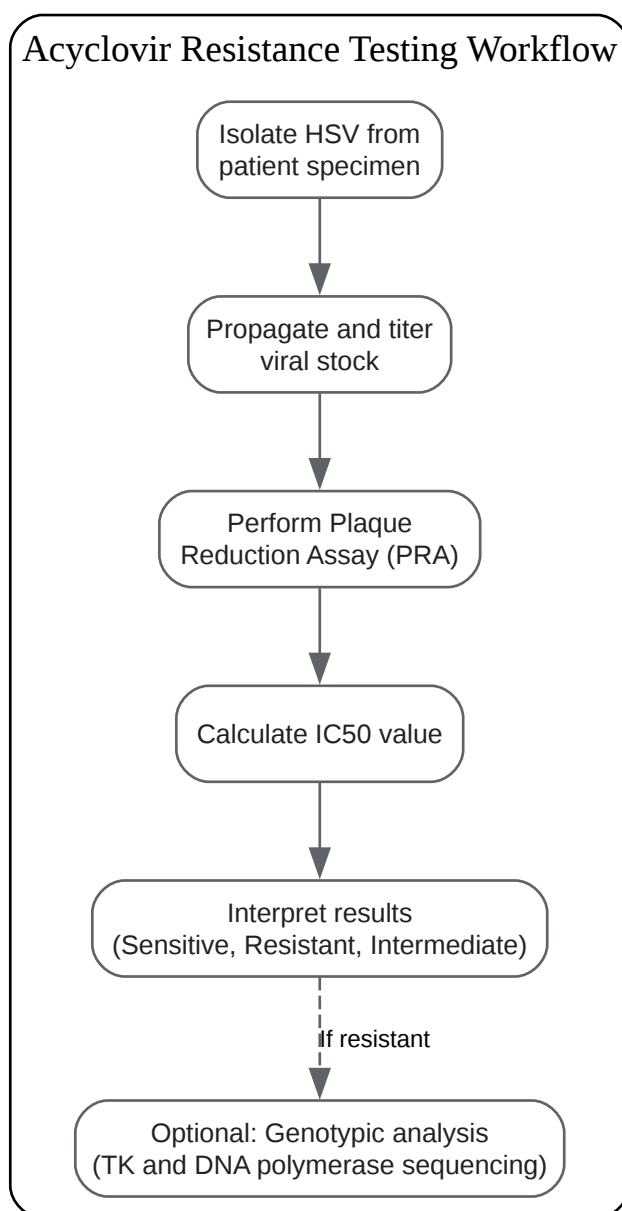 Acyclovir Resistance Testing Workflow
Isolate HSV from
patient specimen
Propagate and titer
viral stock
Perform Plaque
Reduction Assay (PRA)
Calculate IC50 value
Interpret results
(Sensitive, Resistant, Intermediate)
If resistant
Optional: Genotypic analysis
(TK and DNA polymerase sequencing)